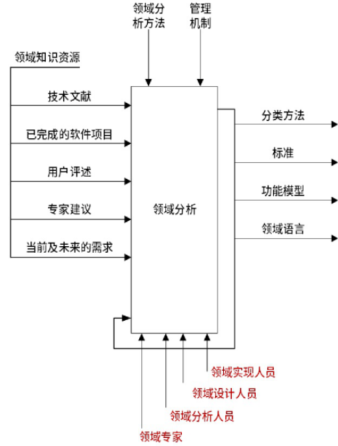 领域分
析方法
管理
机制
领域知识资源
技术文献
已完成的软件项目
用户评述
专家建议
当前及未来的需求
领域分析
分类方法
标准
功能模型
领域语言
领域实现人员
领域设计人员
领域分析人员
领域专家